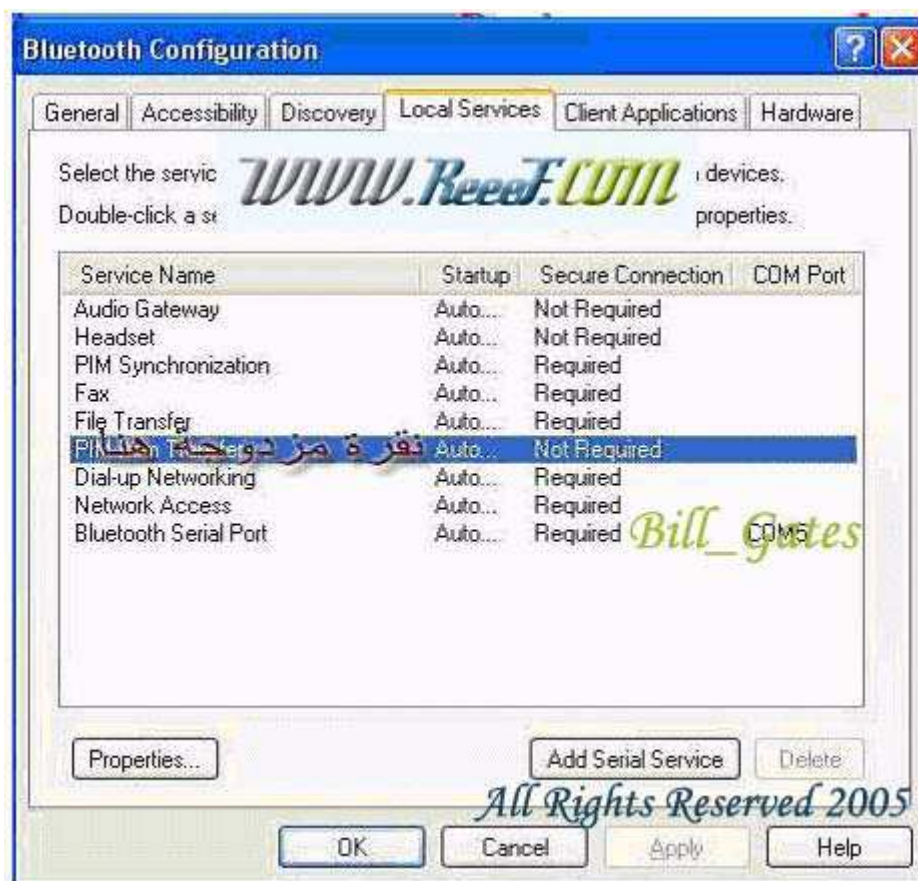 Bluetooth Configuration
General Accessibility Discovery Local Services Client Applications Hardware
Select the servic devices.
www.ReeeF.com
Double-click a se properties.
Service Name Startup Secure Connection COM Port
Audio Gateway Auto.... Not Required
Headset Auto... Not Required
PIM Synchronization Auto... Required
Fax Auto... Required
File Transfer Auto... Required
نقرة مزدوجة هنا
Auto... Not Required
Dial-up Networking Auto... Required
Network Access Auto... Required
Bluetooth Serial Port Auto... Required COM5
Bill_Gates
Properties... Add Serial Service Delete
All Rights Reserved 2005
OK Cancel Apply Help